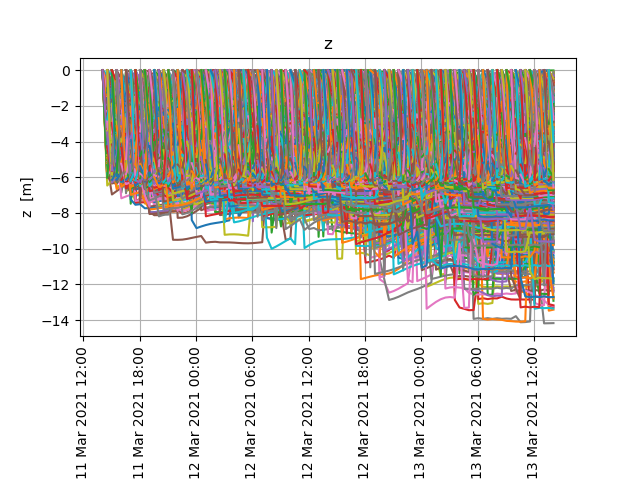 z
0
−2
−4
−6
−8
−10
−12
−14
z [m]
11 Mar 2021 12:00
11 Mar 2021 18:00
12 Mar 2021 00:00
12 Mar 2021 06:00
12 Mar 2021 12:00
12 Mar 2021 18:00
13 Mar 2021 00:00
13 Mar 2021 06:00
13 Mar 2021 12:00